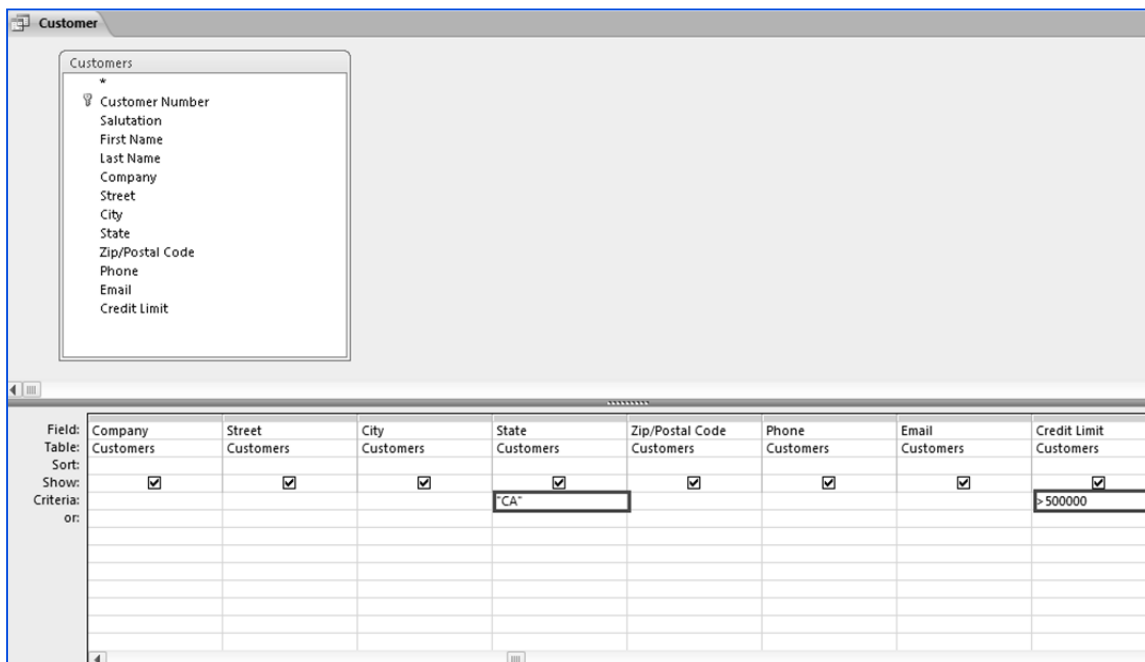 Customer
Customers
*
Customer Number
Salutation
First Name
Last Name
Company
Street
City
State
Zip/Postal Code
Phone
Email
Credit Limit
Field: Company Street City State Zip/Postal Code Phone Email Credit Limit
Table: Customers Customers Customers Customers Customers Customers Customers Customers
Sort:
Show:
Criteria: "CA" >500000
or: